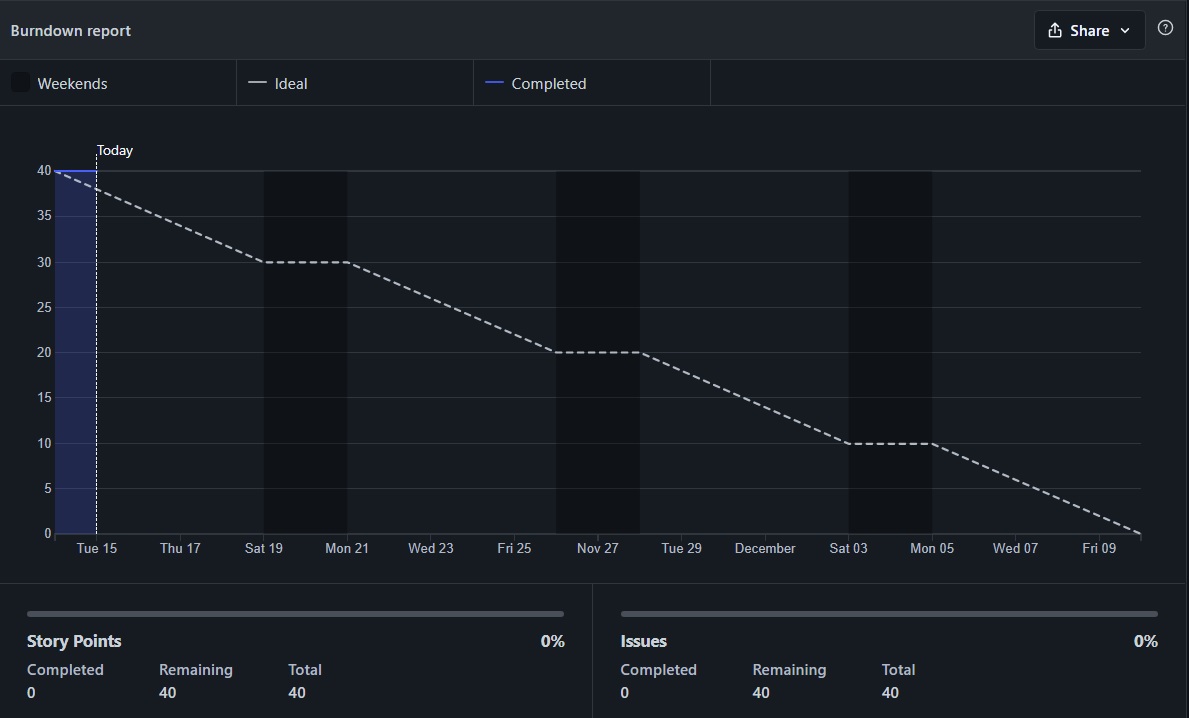 Burndown report
Share
Weekends
Ideal
Completed
Today
40
35
30
25
20
15
10
5
0
Tue 15 Thu 17 Sat 19 Mon 21 Wed 23 Fri 25 Nov 27 Tue 29 December Sat 03 Mon 05 Wed 07 Fri 09
Story Points 0%
Completed Remaining Total
0 40 40
Issues 0%
Completed Remaining Total
0 40 40